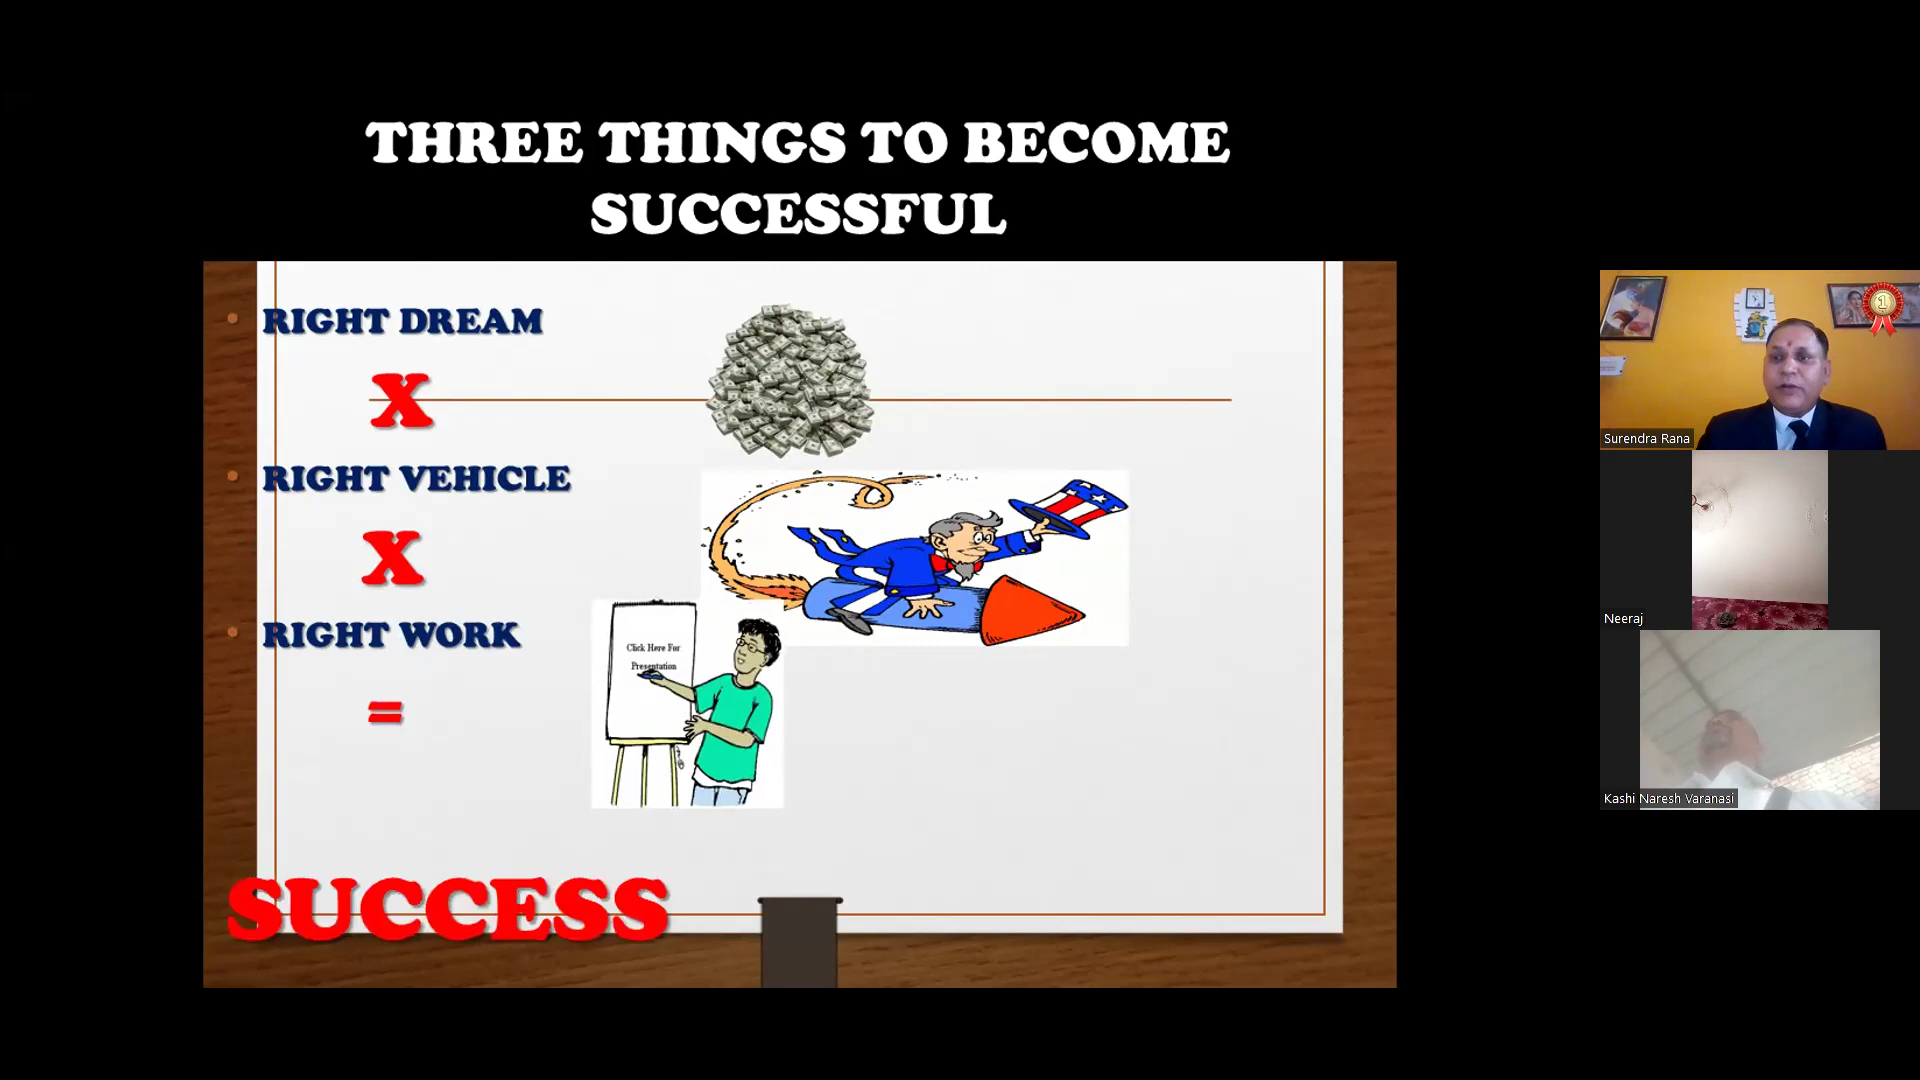 THREE THINGS TO BECOME
SUCCESSFUL
RIGHT DREAM
X
RIGHT VEHICLE
X
RIGHT WORK
=
SUCCESS
Click Here For
Presentation
1
Surendra Rana
Neeraj
Kashi Naresh Varanasi